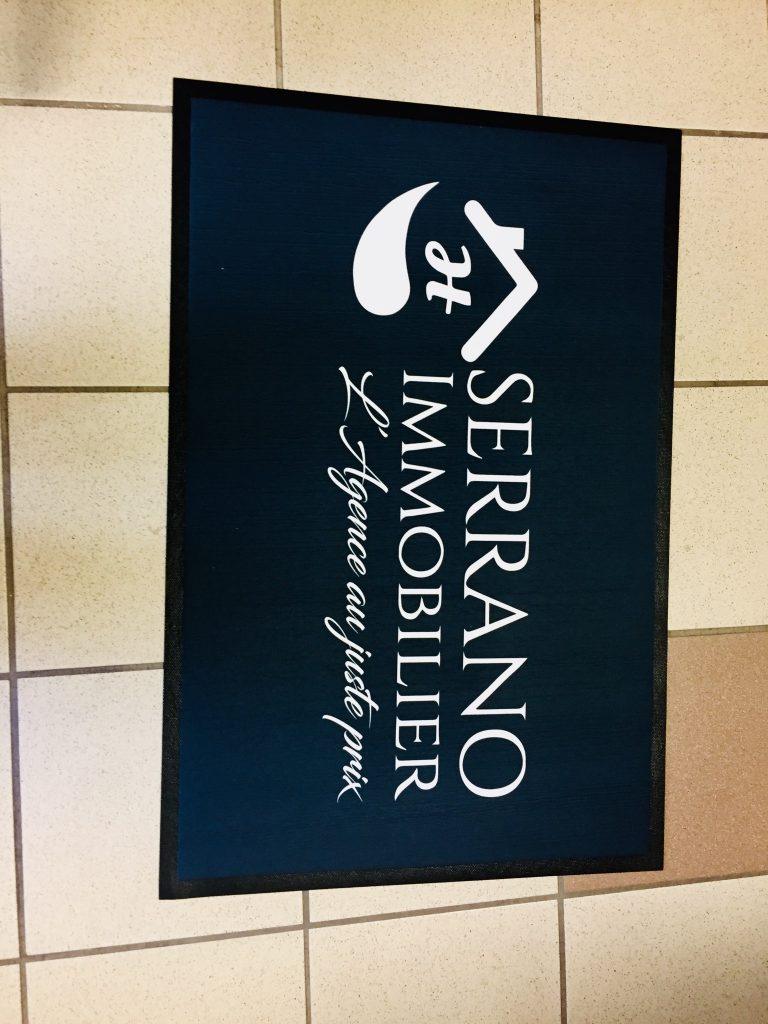 SERRANO
IMMOBILIER
L'Agence au juste prix